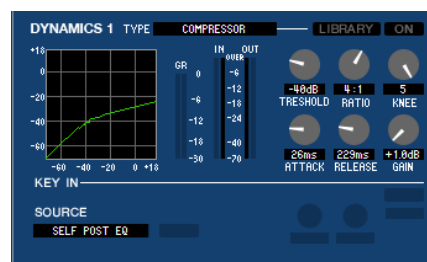 DYNAMICS 1 TYPE COMPRESSOR LIBRARY ON
+18
0
-20
-40
-60
-60 -40 -20 0 +18
GR
0
-6
-12
-18
-30
IN OUT
OVER
-6
-12
-18
-24
-40
-70
-40dB 4:1 5
TRESHOLD RATIO KNEE
26ms 229ms +1.0dB
ATTACK RELEASE GAIN
KEY IN
SOURCE
SELF POST EQ